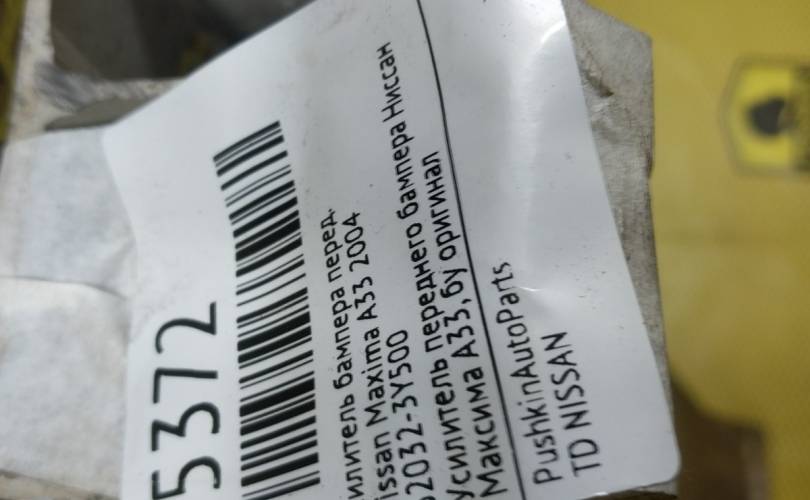 5372
илитель бампера перед.
issan Maxima A33 2004
2032-3Y500
Усилитель переднего бампера Ниссан
Максима А33, бу оригинал
PushkinAutoParts
TD NISSAN